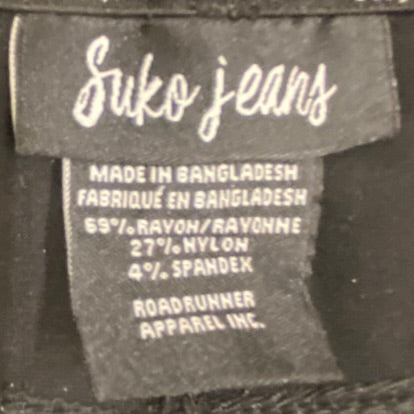 Suko jeans
MADE IN BANGLADESH
FABRIQUÉ EN BANGLADESH
69% RAYON/RAYONNE
27% NYLON
4% SPANDEX
ROADRUNNER
APPAREL INC.